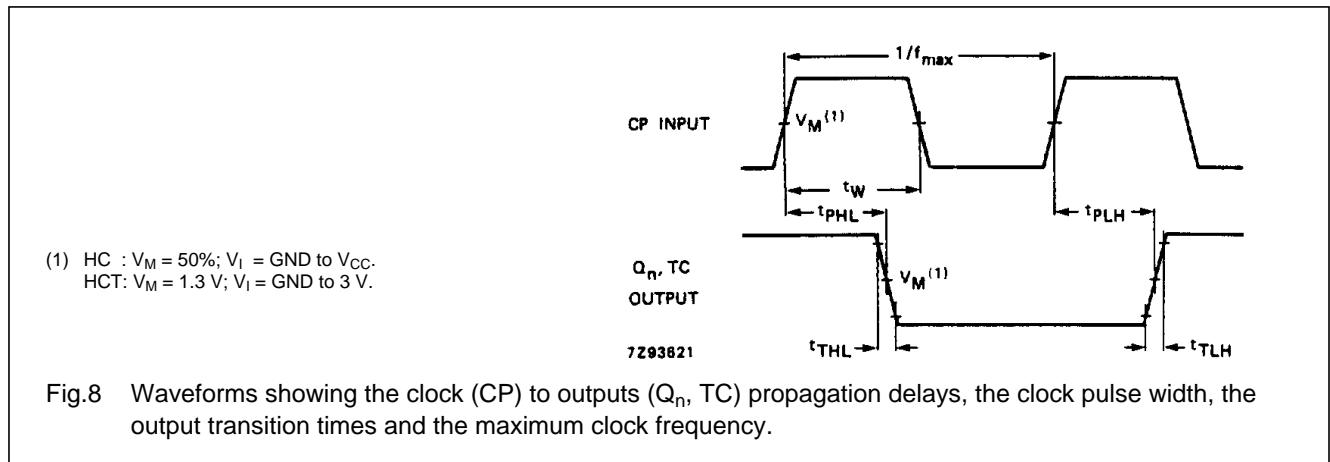 1/fmax
CP INPUT
VM(1)
tW
tPHL
tPLH
(1) HC : VM = 50%; VI = GND to VCC.
HCT: VM = 1.3 V; VI = GND to 3 V.
Qn, TC
OUTPUT
VM(1)
7Z93621
tTHL
tTLH
Fig.8 Waveforms showing the clock (CP) to outputs (Qn, TC) propagation delays, the clock pulse width, the
output transition times and the maximum clock frequency.